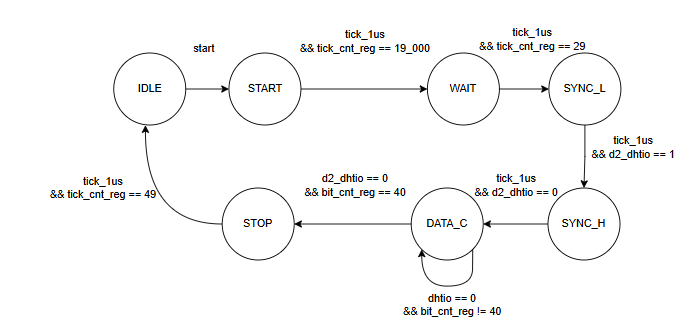 start
tick_1us
&& tick_cnt_reg == 19_000
tick_1us
&& tick_cnt_reg == 29
IDLE
START
WAIT
SYNC_L
tick_1us
&& d2_dhtio == 1
tick_1us
&& tick_cnt_reg == 49
d2_dhtio == 0
&& bit_cnt_reg == 40
tick_1us
&& d2_dhtio == 0
STOP
DATA_C
SYNC_H
dhtio == 0
&& bit_cnt_reg != 40